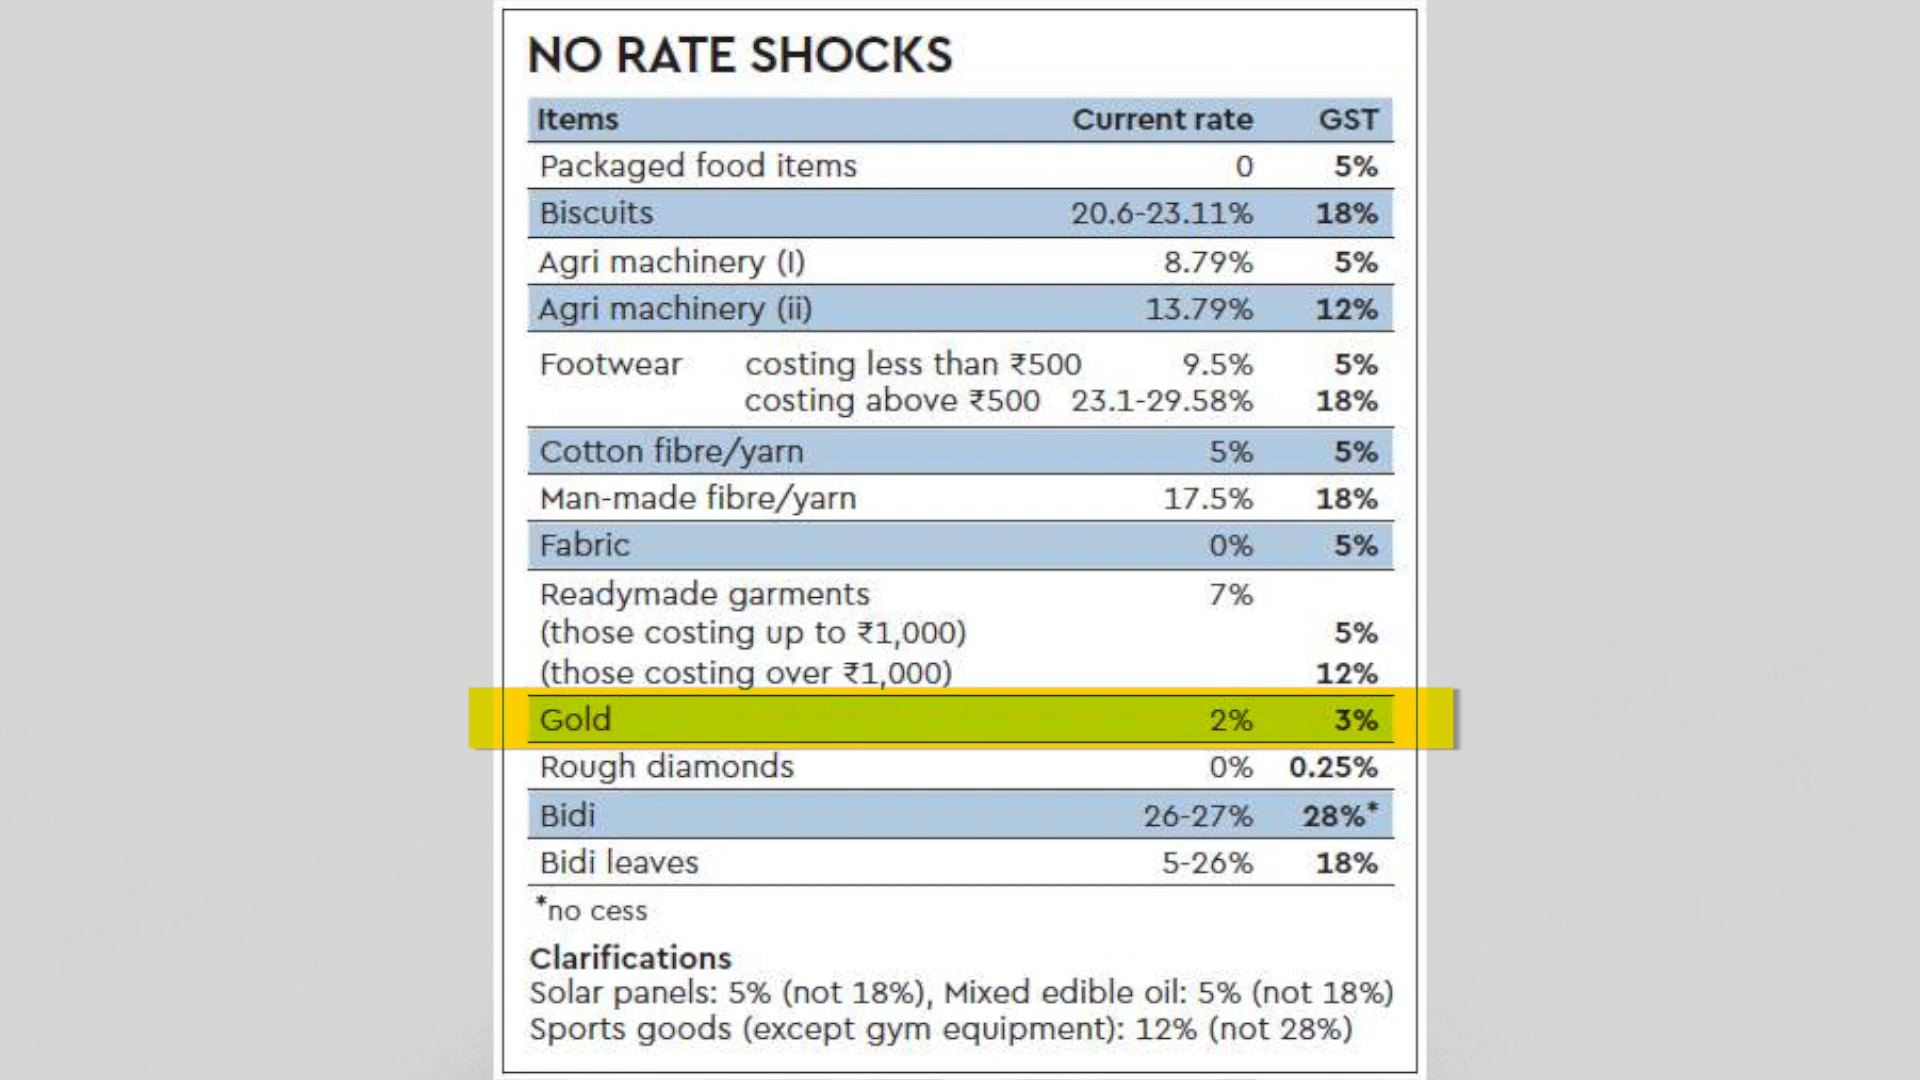 NO RATE SHOCKS
Items Current rate GST
Packaged food items 0 5%
Biscuits 20.6-23.11% 18%
Agri machinery (I) 8.79% 5%
Agri machinery (ii) 13.79% 12%
Footwear costing less than ₹500 9.5% 5%
costing above ₹500 23.1-29.58% 18%
Cotton fibre/yarn 5% 5%
Man-made fibre/yarn 17.5% 18%
Fabric 0% 5%
Readymade garments 7%
(those costing up to ₹1,000) 5%
(those costing over ₹1,000) 12%
Gold 2% 3%
Rough diamonds 0% 0.25%
Bidi 26-27% 28%*
Bidi leaves 5-26% 18%
*no cess
Clarifications
Solar panels: 5% (not 18%), Mixed edible oil: 5% (not 18%)
Sports goods (except gym equipment): 12% (not 28%)